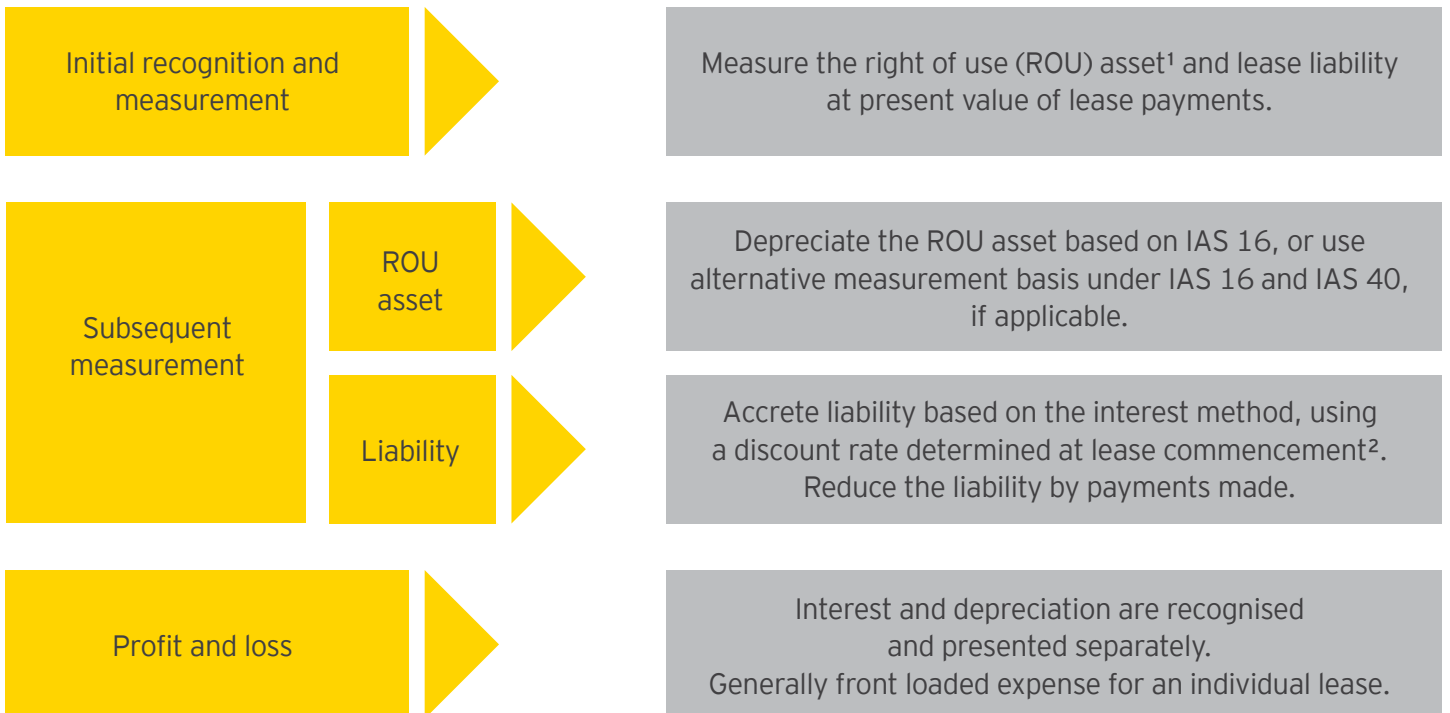 Initial recognition and
measurement
Measure the right of use (ROU) asset¹ and lease liability
at present value of lease payments.
Subsequent
measurement
ROU
asset
Depreciate the ROU asset based on IAS 16, or use
alternative measurement basis under IAS 16 and IAS 40,
if applicable.
Liability
Accrete liability based on the interest method, using
a discount rate determined at lease commencement².
Reduce the liability by payments made.
Profit and loss
Interest and depreciation are recognised
and presented separately.
Generally front loaded expense for an individual lease.